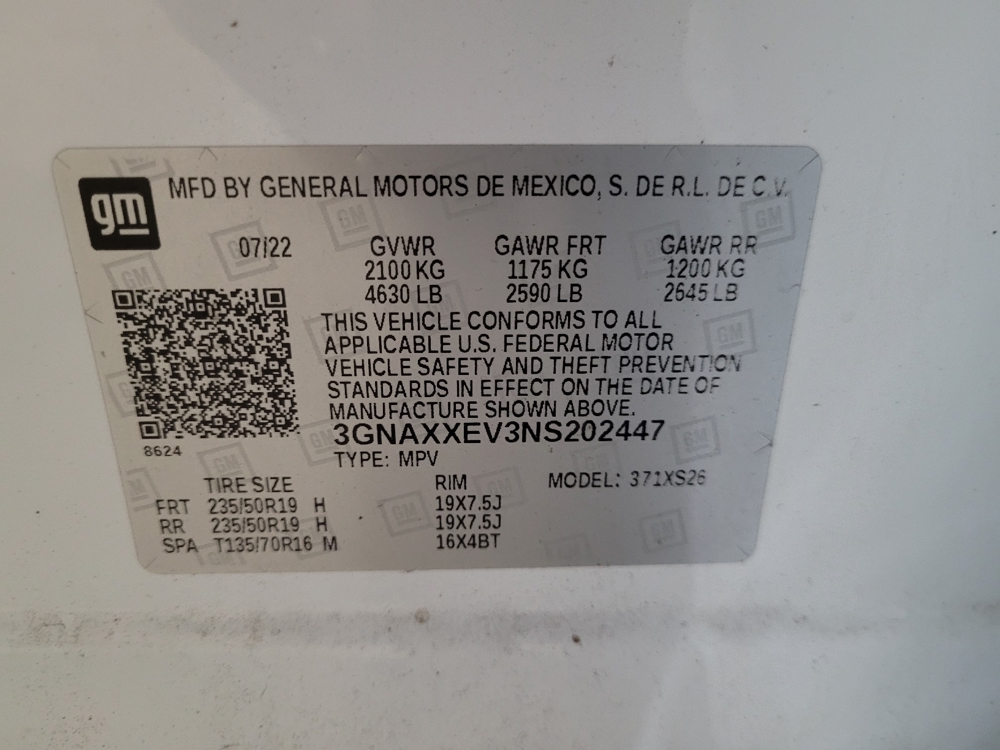 gm MFD BY GENERAL MOTORS DE MEXICO, S. DE R.L. DE C.V.
07/22 GVWR GAWR FRT GAWR RR
2100 KG 1175 KG 1200 KG
4630 LB 2590 LB 2645 LB
THIS VEHICLE CONFORMS TO ALL
APPLICABLE U.S. FEDERAL MOTOR
VEHICLE SAFETY AND THEFT PREVENTION
STANDARDS IN EFFECT ON THE DATE OF
MANUFACTURE SHOWN ABOVE.
3GNAXXEV3NS202447
8624
TYPE: MPV
TIRE SIZE RIM MODEL: 371XS26
FRT 235/50R19 H 19X7.5J
RR 235/50R19 H 19X7.5J
SPA T135/70R16 M 16X4BT